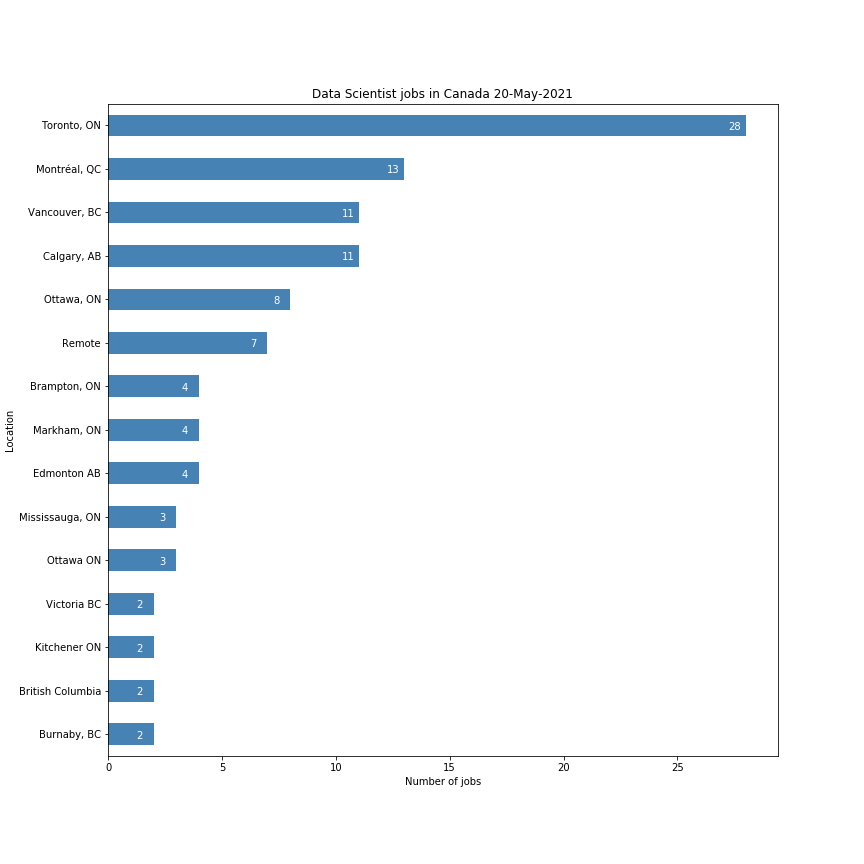 Data Scientist jobs in Canada 20-May-2021
Toronto, ON 28
Montréal, QC 13
Vancouver, BC 11
Calgary, AB 11
Ottawa, ON 8
Remote 7
Brampton, ON 4
Markham, ON 4
Edmonton AB 4
Mississauga, ON 3
Ottawa ON 3
Victoria BC 2
Kitchener ON 2
British Columbia 2
Burnaby, BC 2
Location
0 5 10 15 20 25
Number of jobs